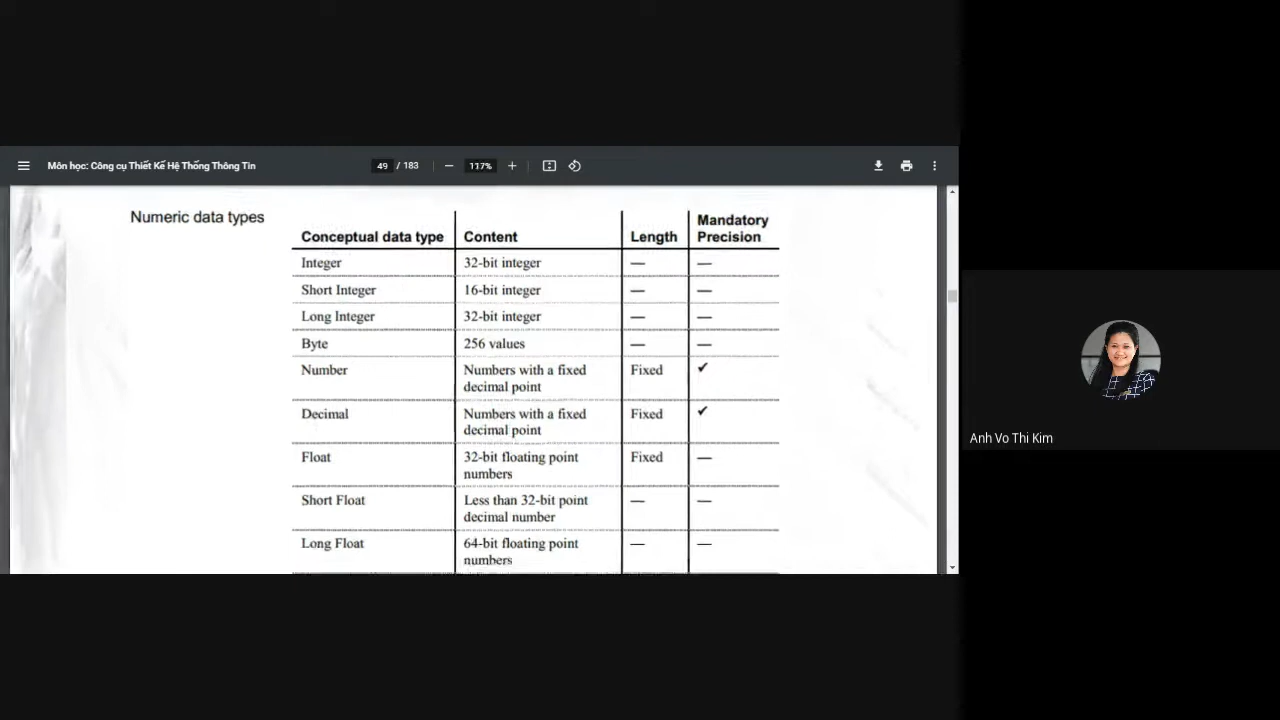 Môn học: Công cụ Thiết Kế Hệ Thống Thông Tin
49 / 183
117%
Numeric data types
Conceptual data type Content Length Mandatory Precision
Integer 32-bit integer — —
Short Integer 16-bit integer — —
Long Integer 32-bit integer — —
Byte 256 values — —
Number Numbers with a fixed Fixed ✓
decimal point
Decimal Numbers with a fixed Fixed ✓
decimal point
Float 32-bit floating point Fixed —
numbers
Short Float Less than 32-bit point — —
decimal number
Long Float 64-bit floating point — —
numbers
Anh Vo Thi Kim